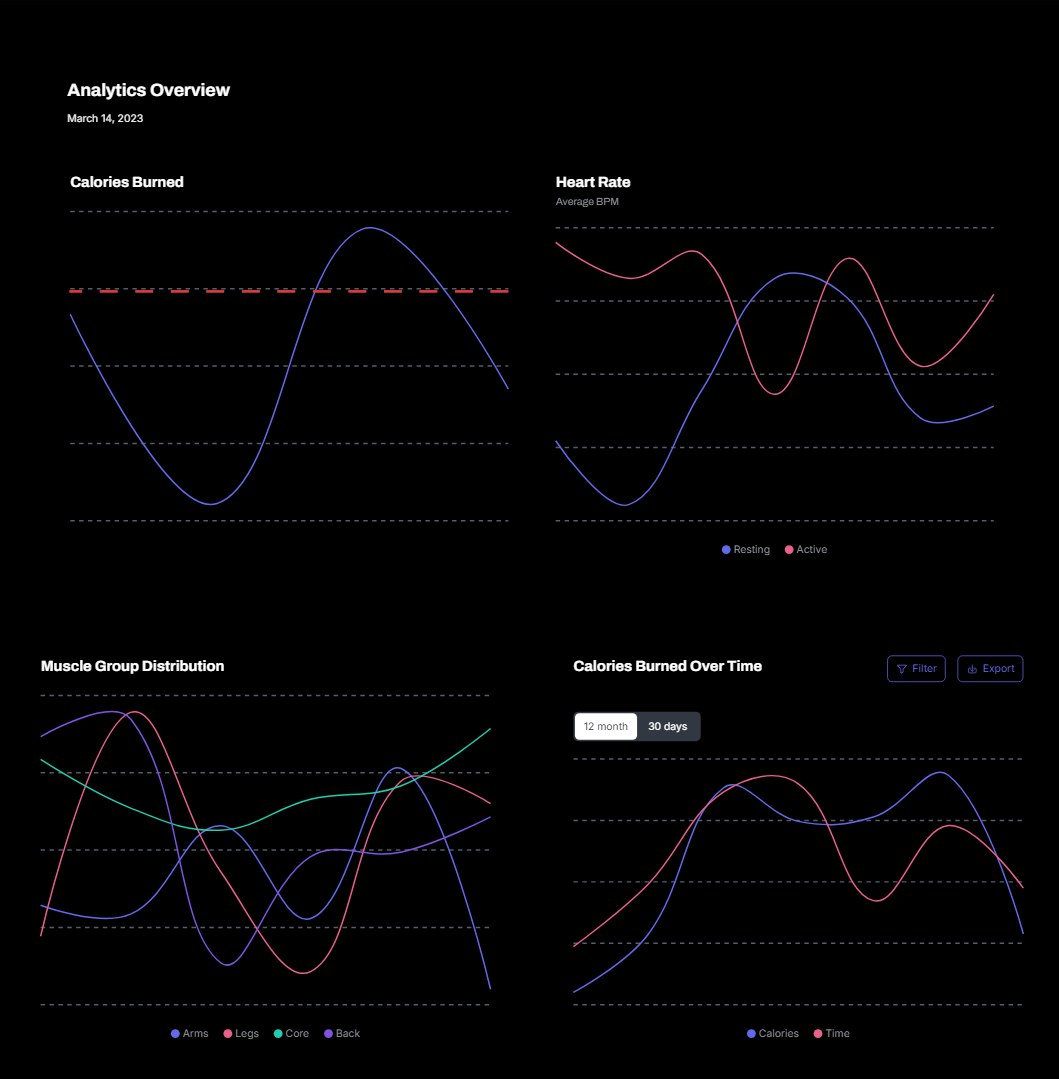 Analytics Overview
March 14, 2023
Calories Burned
Heart Rate
Average BPM
Resting Active
Muscle Group Distribution
Arms Legs Core Back
Calories Burned Over Time
Filter Export
12 month 30 days
Calories Time